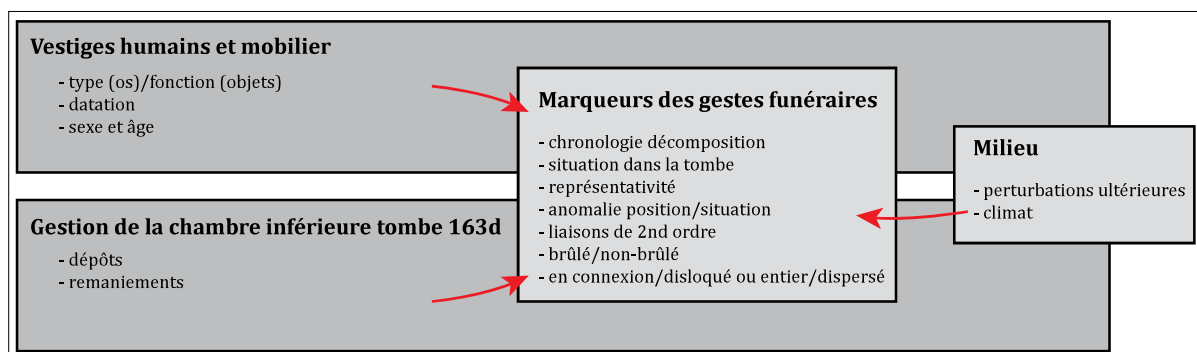 Vestiges humains et mobilier
- type (os)/fonction (objets)
- datation
- sexe et âge
Gestion de la chambre inférieure tombe 163d
- dépôts
- remaniements
Marqueurs des gestes funéraires
- chronologie décomposition
- situation dans la tombe
- représentativité
- anomalie position/situation
- liaisons de 2nd ordre
- brûlé/non-brûlé
- en connexion/disloqué ou entier/dispersé
Milieu
- perturbations ultérieures
- climat